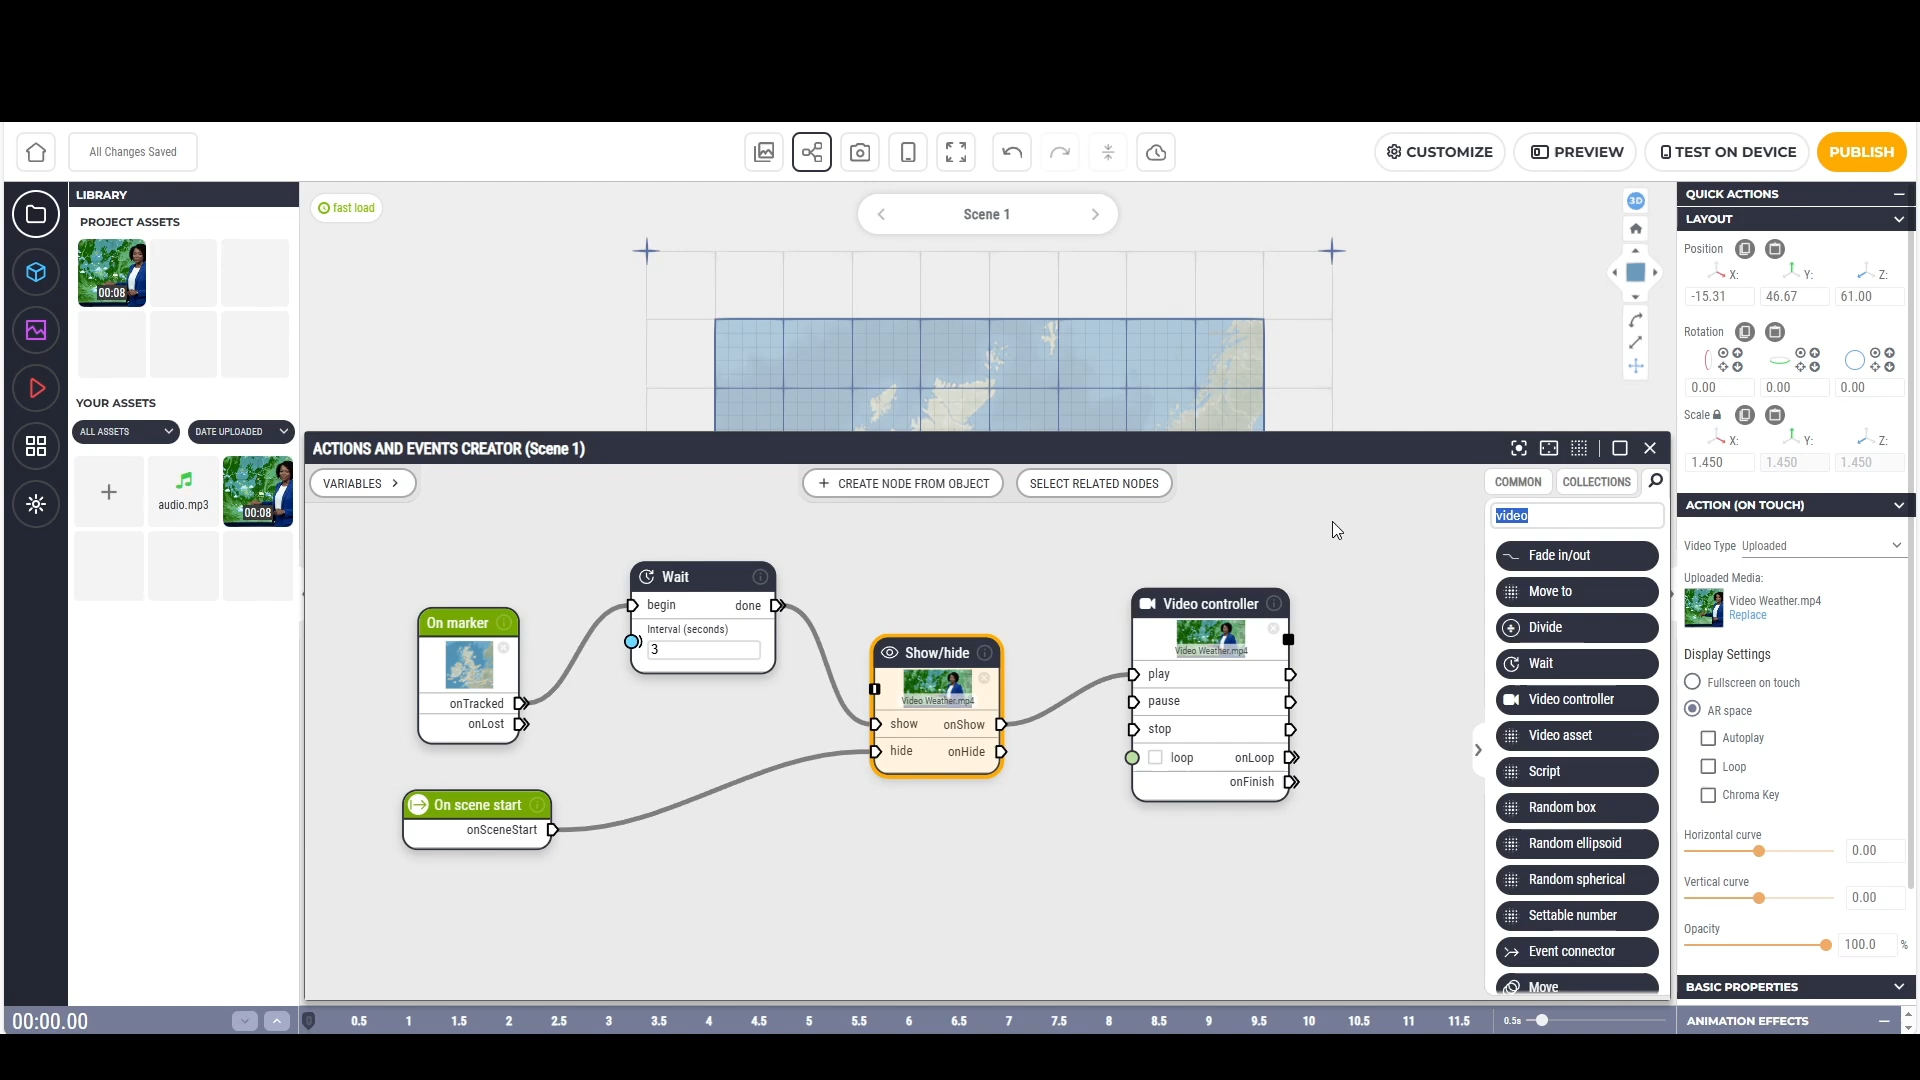 All Changes Saved
CUSTOMIZE
PREVIEW
TEST ON DEVICE
PUBLISH
LIBRARY
PROJECT ASSETS
00:08
YOUR ASSETS
ALL ASSETS
DATE UPLOADED
audio.mp3
00:08
fast load
Scene 1
3D
ACTIONS AND EVENTS CREATOR (Scene 1)
VARIABLES
CREATE NODE FROM OBJECT
SELECT RELATED NODES
COMMON
COLLECTIONS
video
Fade in/out
Move to
Divide
Wait
Video controller
Video asset
Script
Random box
Random ellipsoid
Random spherical
Settable number
Event connector
Move
On marker
onTracked
onLost
Wait
begin
done
Interval (seconds)
3
On scene start
onSceneStart
Show/hide
Video Weather.mp4
show
onShow
hide
onHide
Video controller
Video Weather.mp4
play
pause
stop
loop
onLoop
onFinish
QUICK ACTIONS
LAYOUT
Position
X:
Y:
Z:
-15.31
46.67
61.00
Rotation
0.00
0.00
0.00
Scale
X:
Y:
Z:
1.450
1.450
1.450
ACTION (ON TOUCH)
Video Type
Uploaded
Uploaded Media:
Video Weather.mp4
Replace
Display Settings
Fullscreen on touch
AR space
Autoplay
Loop
Chroma Key
Horizontal curve
0.00
Vertical curve
0.00
Opacity
100.0 %
BASIC PROPERTIES
ANIMATION EFFECTS
00:00.00
0 0.5 1 1.5 2 2.5 3 3.5 4 4.5 5 5.5 6 6.5 7 7.5 8 8.5 9 9.5 10 10.5 11 11.5
0.5s